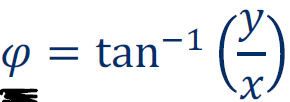 φ = tan⁻¹ (y/x)